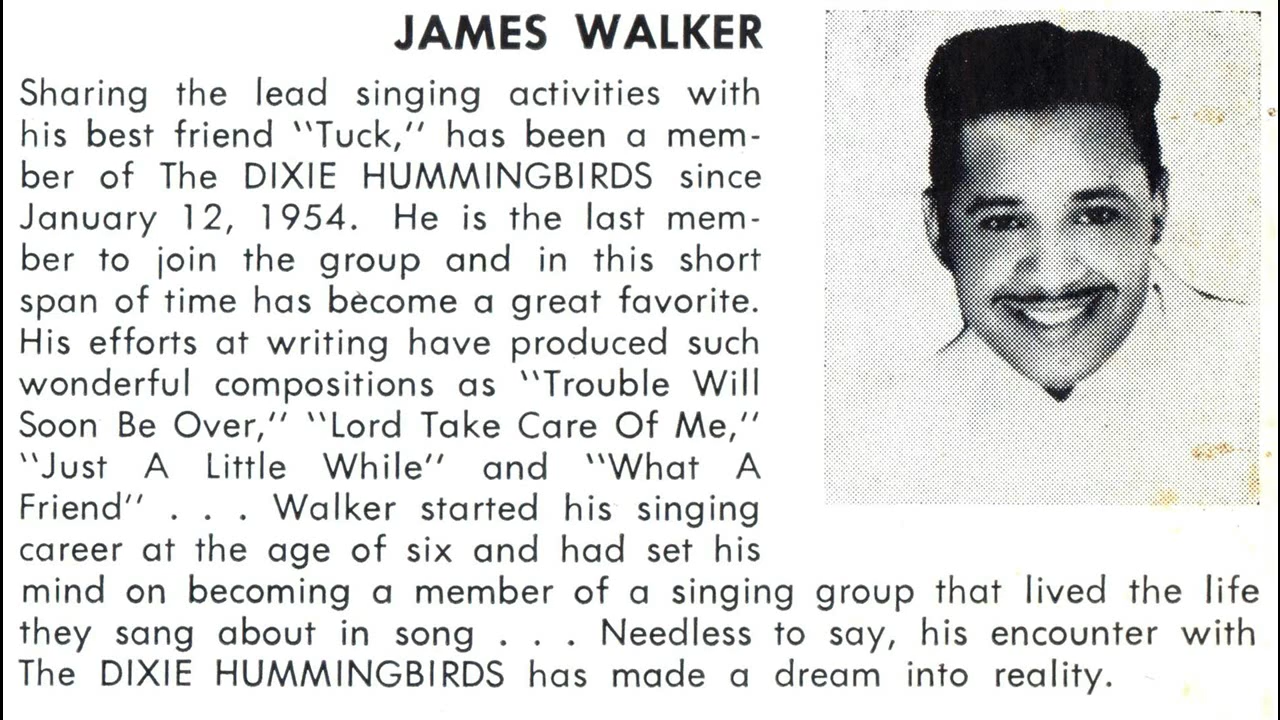 JAMES WALKER
Sharing the lead singing activities with
his best friend "Tuck," has been a mem-
ber of The DIXIE HUMMINGBIRDS since
January 12, 1954. He is the last mem-
ber to join the group and in this short
span of time has become a great favorite.
His efforts at writing have produced such
wonderful compositions as "Trouble Will
Soon Be Over," "Lord Take Care Of Me,"
"Just A Little While" and "What A
Friend" . . . Walker started his singing
career at the age of six and had set his
mind on becoming a member of a singing group that lived the life
they sang about in song . . . Needless to say, his encounter with
The DIXIE HUMMINGBIRDS has made a dream into reality.